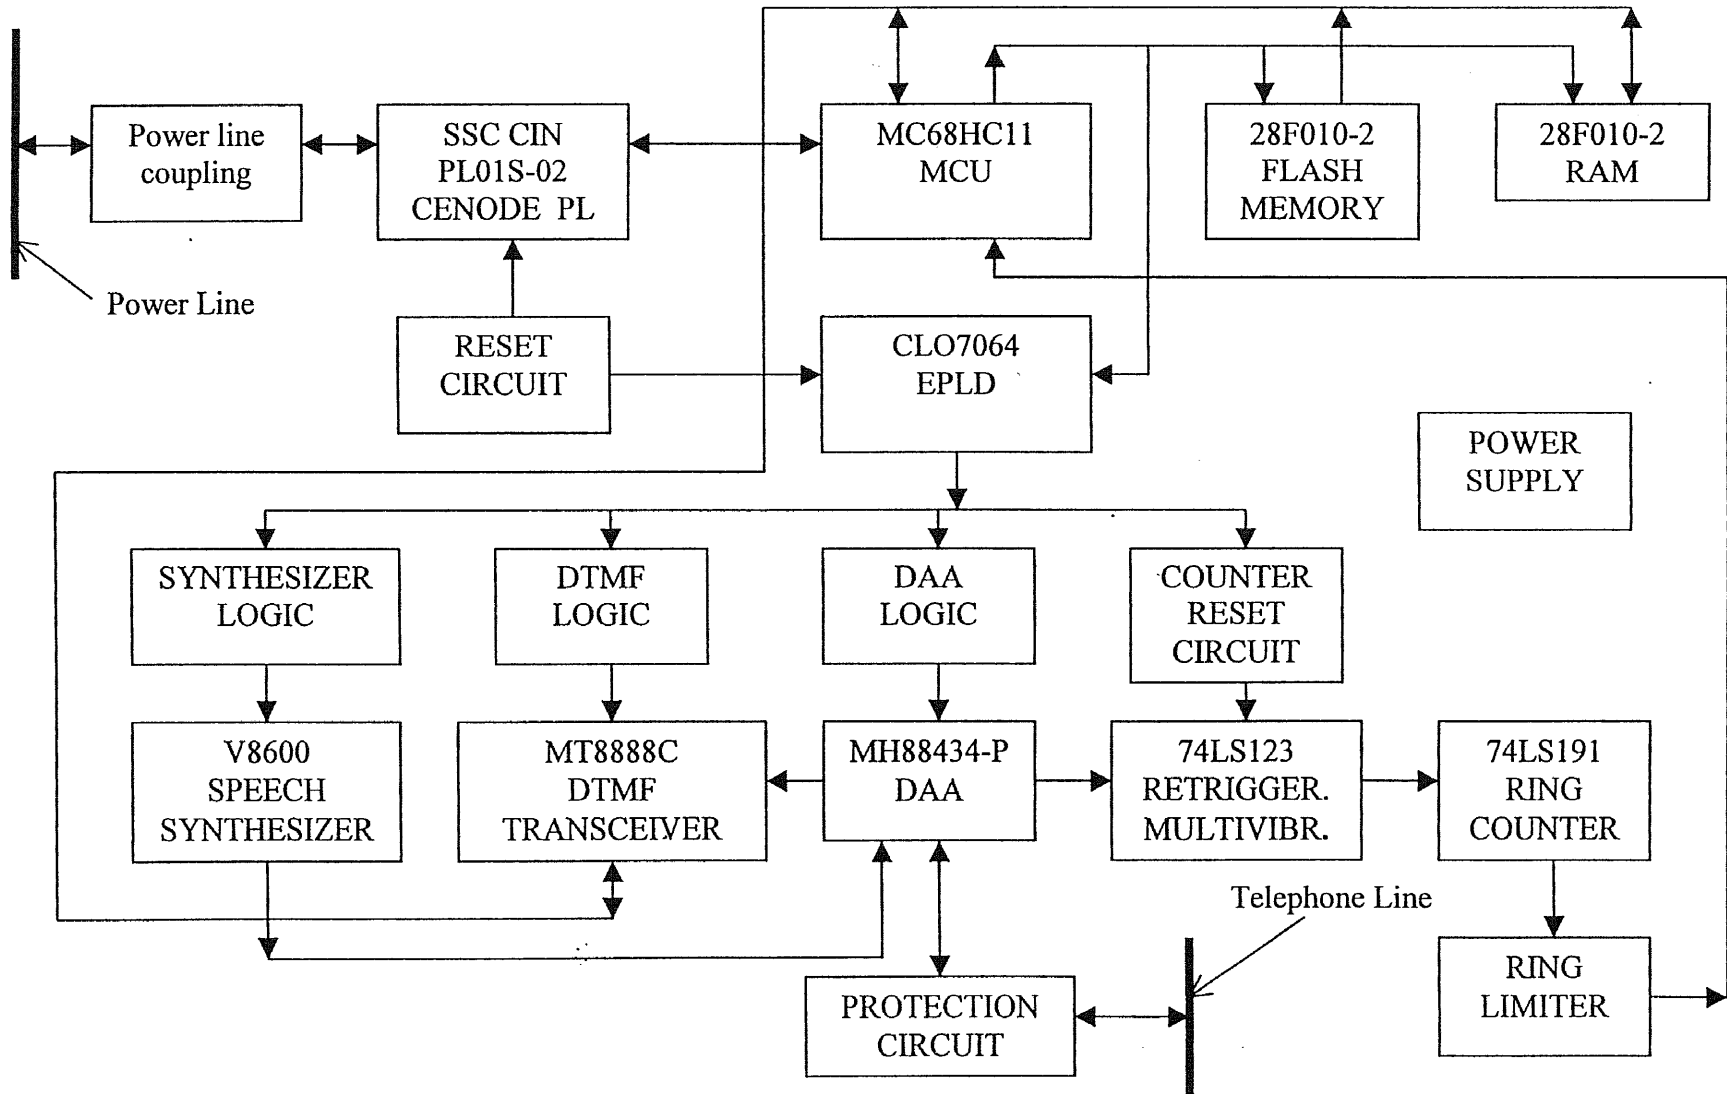 Power line
coupling
SSC CIN
PL01S-02
CENODE PL
MC68HC11
MCU
28F010-2
FLASH
MEMORY
28F010-2
RAM
Power Line
RESET
CIRCUIT
CLO7064
EPLD
POWER
SUPPLY
SYNTHESIZER
LOGIC
DTMF
LOGIC
DAA
LOGIC
COUNTER
RESET
CIRCUIT
V8600
SPEECH
SYNTHESIZER
MT8888C
DTMF
TRANSCEIVER
MH88434-P
DAA
74LS123
RETRIGGER.
MULTIVIBR.
74LS191
RING
COUNTER
Telephone Line
PROTECTION
CIRCUIT
RING
LIMITER